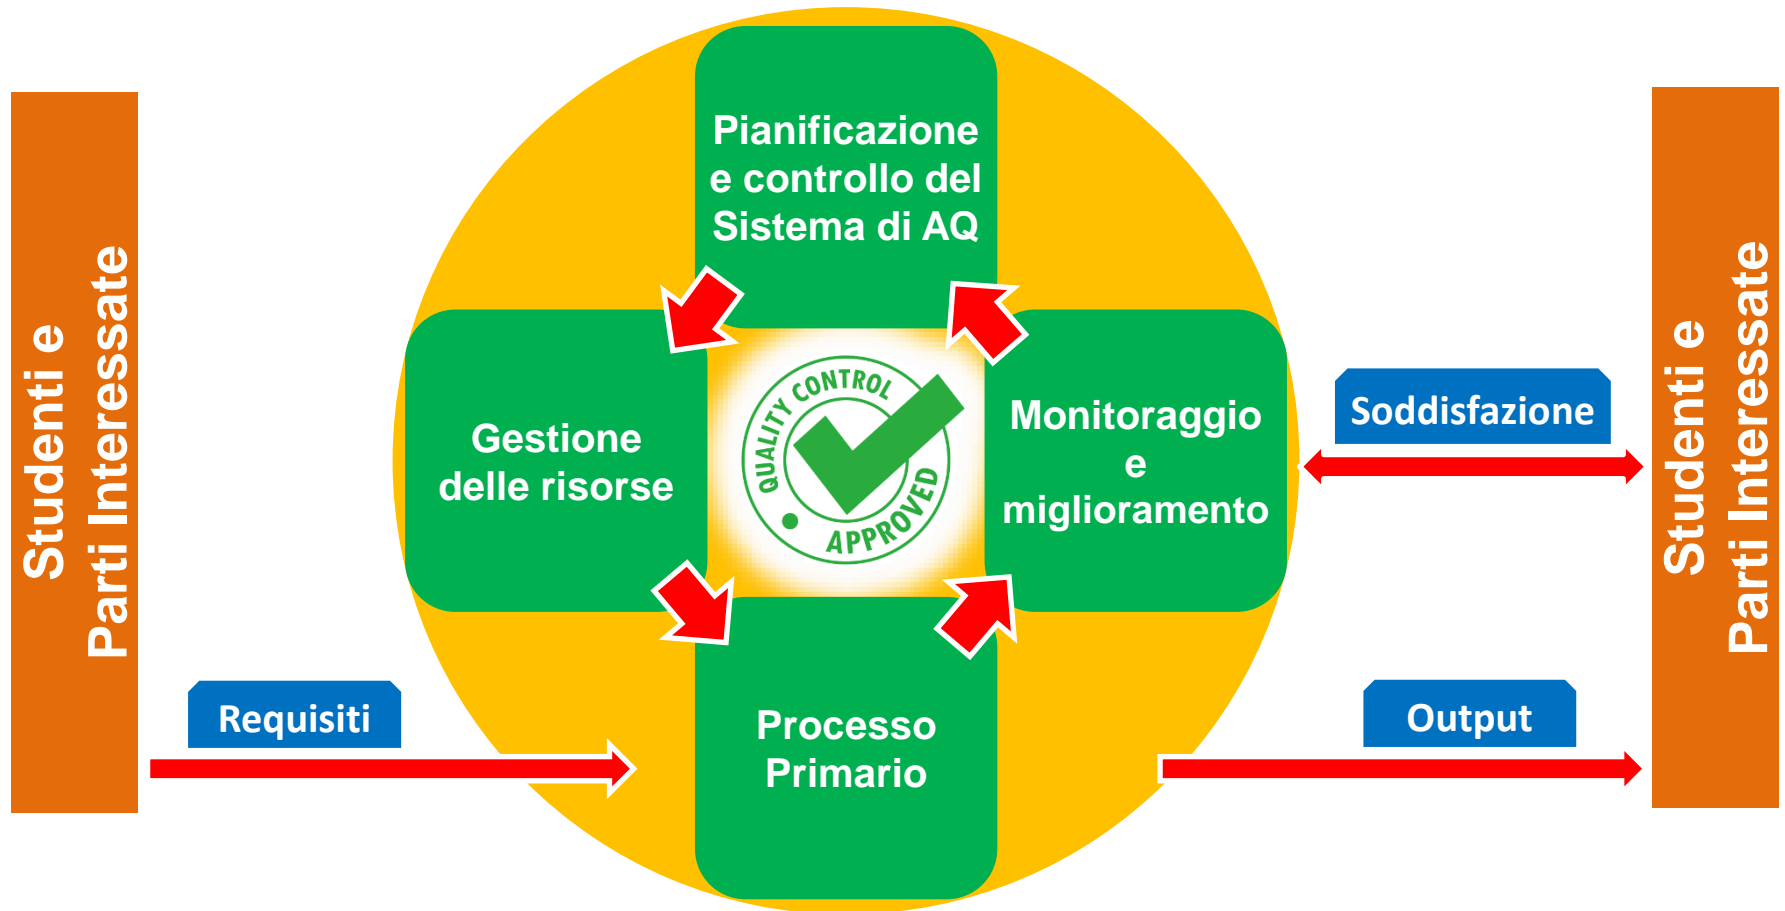 Studenti e
Parti Interessate
Pianificazione
e controllo del
Sistema di AQ
Gestione
delle risorse
QUALITY CONTROL
APPROVED
Monitoraggio
e
miglioramento
Processo
Primario
Requisiti
Soddisfazione
Output
Studenti e
Parti Interessate